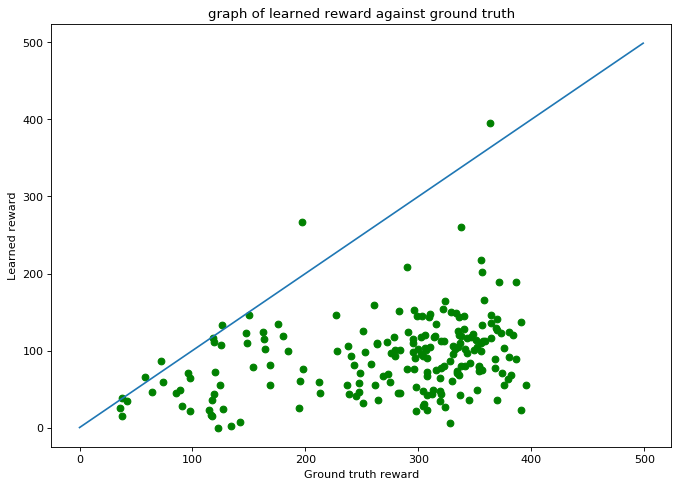 graph of learned reward against ground truth
500
400
300
200
100
0
Learned reward
0 100 200 300 400 500
Ground truth reward